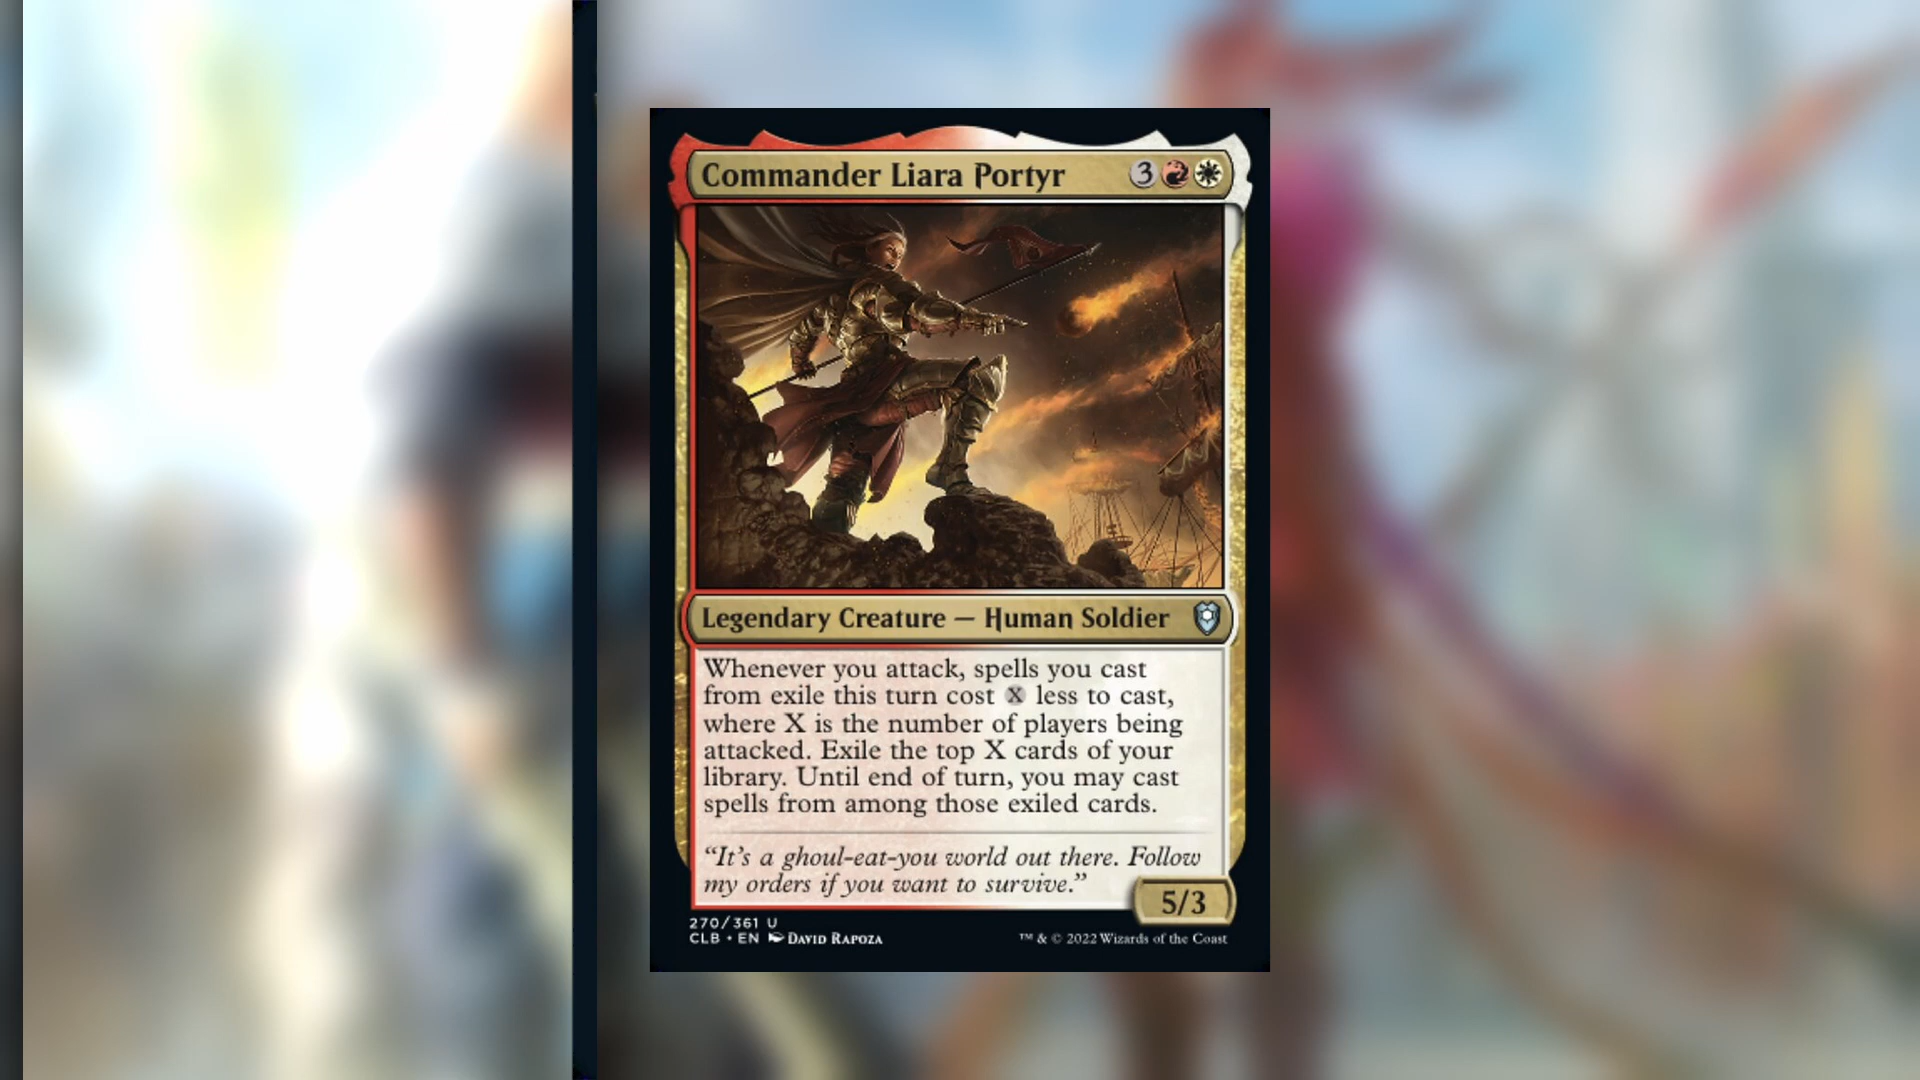 Commander Liara Portyr 3
Legendary Creature — Human Soldier
Whenever you attack, spells you cast
from exile this turn cost X less to cast,
where X is the number of players being
attacked. Exile the top X cards of your
library. Until end of turn, you may cast
spells from among those exiled cards.
“It’s a ghoul-eat-you world out there. Follow
my orders if you want to survive.”
5/3
270/361 U
CLB • EN David Rapoza
™ & © 2022 Wizards of the Coast